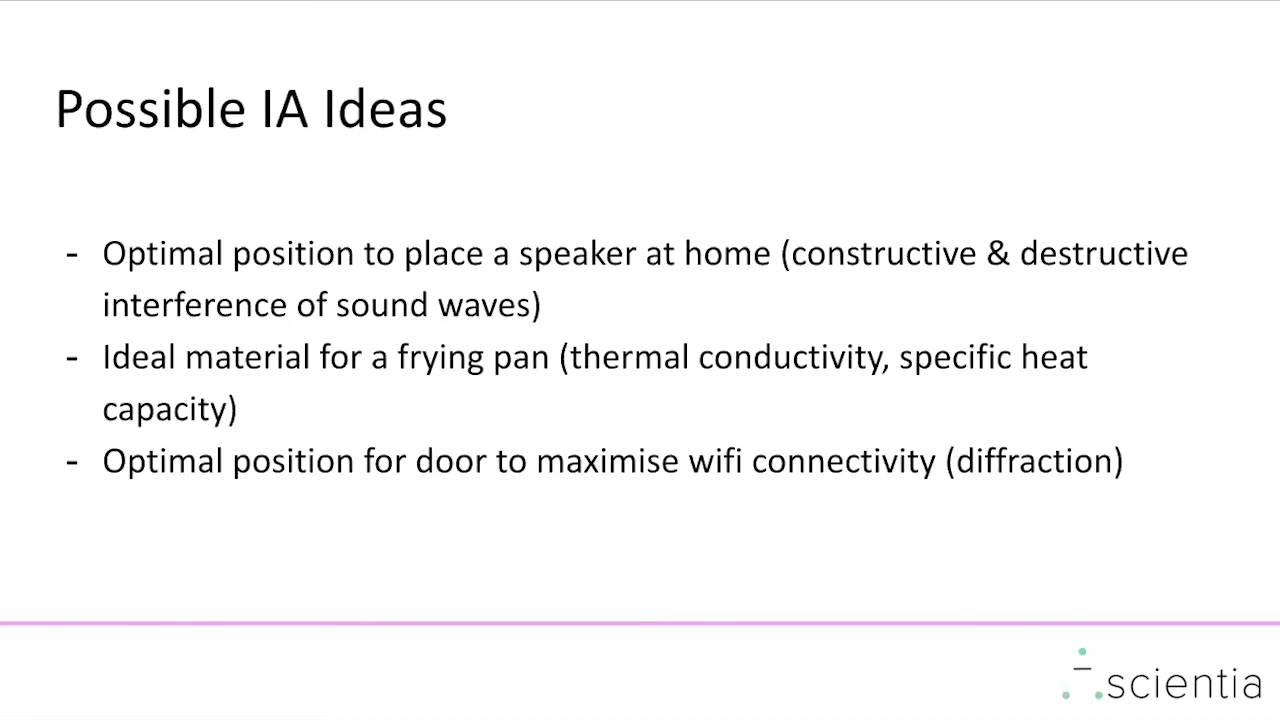 Possible IA Ideas
- Optimal position to place a speaker at home (constructive & destructive
interference of sound waves)
- Ideal material for a frying pan (thermal conductivity, specific heat
capacity)
- Optimal position for door to maximise wifi connectivity (diffraction)
scientia